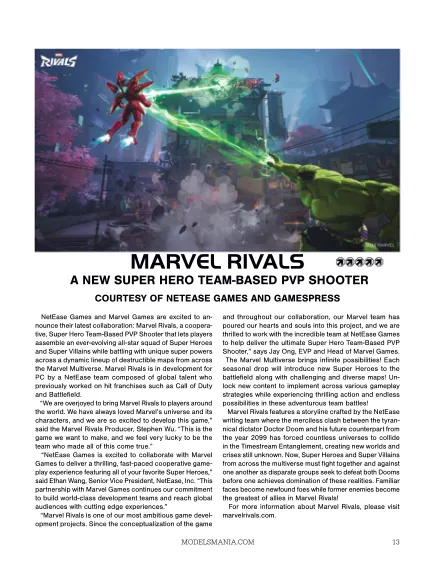 MARVEL
RIVALS
2024 MARVEL
MARVEL RIVALS
A NEW SUPER HERO TEAM-BASED PVP SHOOTER
COURTESY OF NETEASE GAMES AND GAMESPRESS
NetEase Games and Marvel Games are excited to an-
nounce their latest collaboration: Marvel Rivals, a coopera-
tive, Super Hero Team-Based PVP Shooter that lets players
assemble an ever-evolving all-star squad of Super Heroes
and Super Villains while battling with unique super powers
across a dynamic lineup of destructible maps from across
the Marvel Multiverse. Marvel Rivals is in development for
PC by a NetEase team composed of global talent who
previously worked on hit franchises such as Call of Duty
and Battlefield.
"We are overjoyed to bring Marvel Rivals to players around
the world. We have always loved Marvel's universe and its
characters, and we are so excited to develop this game,"
said the Marvel Rivals Producer, Stephen Wu. "This is the
game we want to make, and we feel very lucky to be the
team who made all of this come true."
"NetEase Games is excited to collaborate with Marvel
Games to deliver a thrilling, fast-paced cooperative game-
play experience featuring all of your favorite Super Heroes,"
said Ethan Wang, Senior Vice President, NetEase, Inc. "This
partnership with Marvel Games continues our commitment
to build world-class development teams and reach global
audiences with cutting edge experiences."
"Marvel Rivals is one of our most ambitious game devel-
opment projects. Since the conceptualization of the game
and throughout our collaboration, our Marvel team has
poured our hearts and souls into this project, and we are
thrilled to work with the incredible team at NetEase Games
to help deliver the ultimate Super Hero Team-Based PVP
Shooter," says Jay Ong, EVP and Head of Marvel Games.
The Marvel Multiverse brings infinite possibilities! Each
seasonal drop will introduce new Super Heroes to the
battlefield along with challenging and diverse maps! Un-
lock new content to implement across various gameplay
strategies while experiencing thrilling action and endless
possibilities in these adventurous team battles!
Marvel Rivals features a storyline crafted by the NetEase
writing team where the merciless clash between the tyran-
nical dictator Doctor Doom and his future counterpart from
the year 2099 has forced countless universes to collide
in the Timestream Entanglement, creating new worlds and
crises still unknown. Now, Super Heroes and Super Villains
from across the multiverse must fight together and against
one another as disparate groups seek to defeat both Dooms
before one achieves domination of these realities. Familiar
faces become newfound foes while former enemies become
the greatest of allies in Marvel Rivals!
For more information about Marvel Rivals, please visit
marvelrivals.com.
MODELSMANIA.COM
13